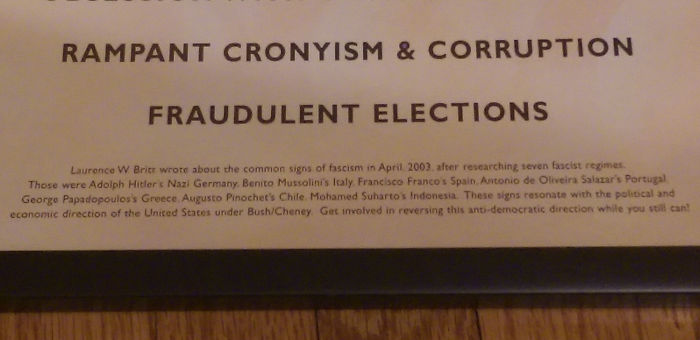 RAMPANT CRONYISM & CORRUPTION
FRAUDULENT ELECTIONS
Laurence W Britt wrote about the common signs of fascism in April, 2003, after researching seven fascist regimes.
Those were Adolph Hitler's Nazi Germany, Benito Mussolini's Italy, Francisco Franco's Spain, Antonio de Oliveira Salazar's Portugal,
George Papadopoulos's Greece, Augusto Pinochet's Chile, Mohamed Suharto's Indonesia. These signs resonate with the political and
economic direction of the United States under Bush/Cheney. Get involved in reversing this anti-democratic direction while you still can!